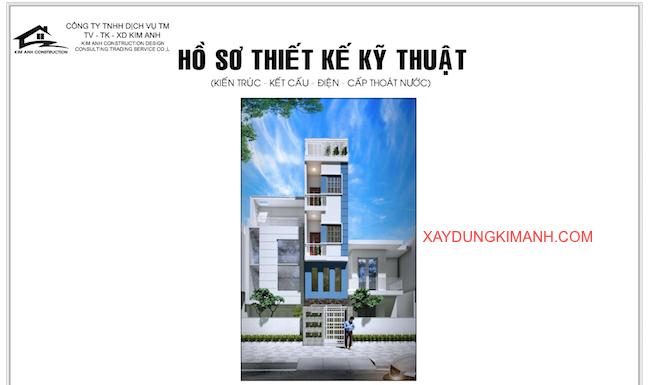 CÔNG TY TNHH DỊCH VỤ TM
TV - TK - XD KIM ANH
KIM ANH CONSTRUCTION DESIGN
CONSULTING TRADING SERVICE CO.,L
KIM ANH CONSTRUCTION
HỒ SƠ THIẾT KẾ KỸ THUẬT
(KIẾN TRÚC - KẾT CẤU - ĐIỆN - CẤP THOÁT NƯỚC)
XAYDUNGKIMANH.COM